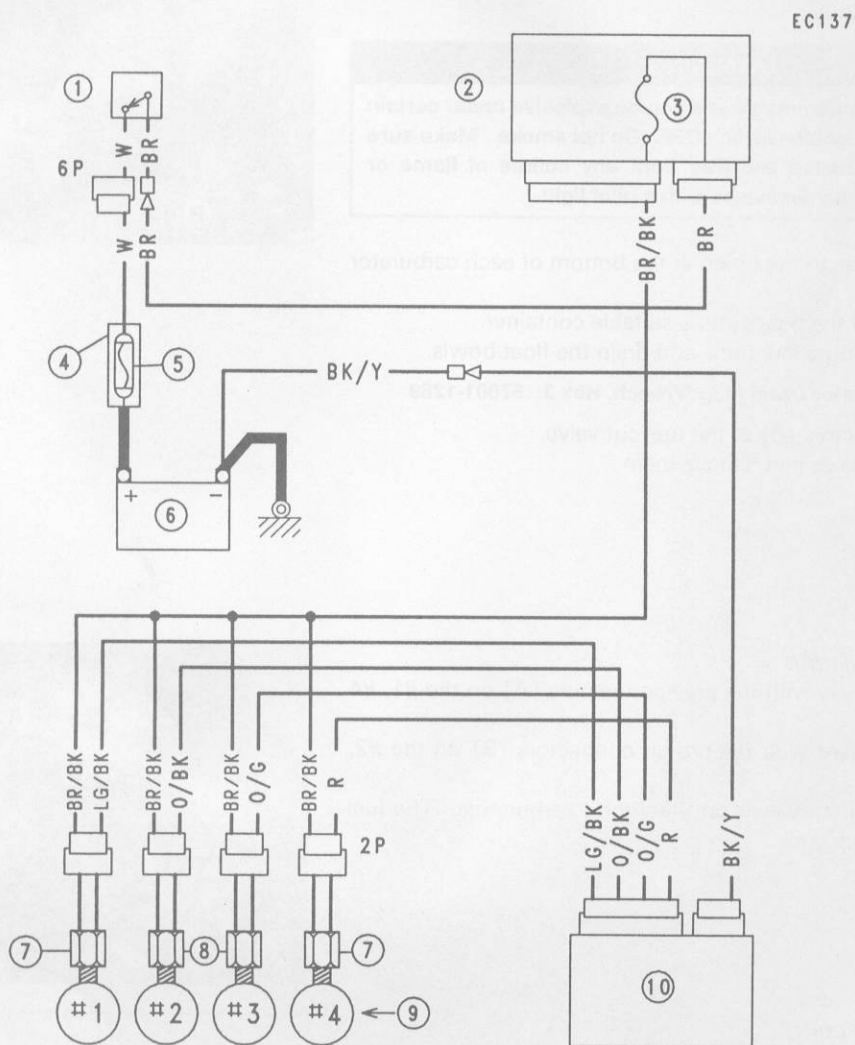 EC137
①
②
③
W
BR
6P
W
BR
BR/BK
BR
④
⑤
BK/Y
+
−
⑥
BR/BK
LG/BK
BR/BK
O/BK
BR/BK
O/G
BR/BK
R
2P
LG/BK
O/BK
O/G
R
BK/Y
⑦
⑧
⑦
#1
#2
#3
#4
⑨
⑩